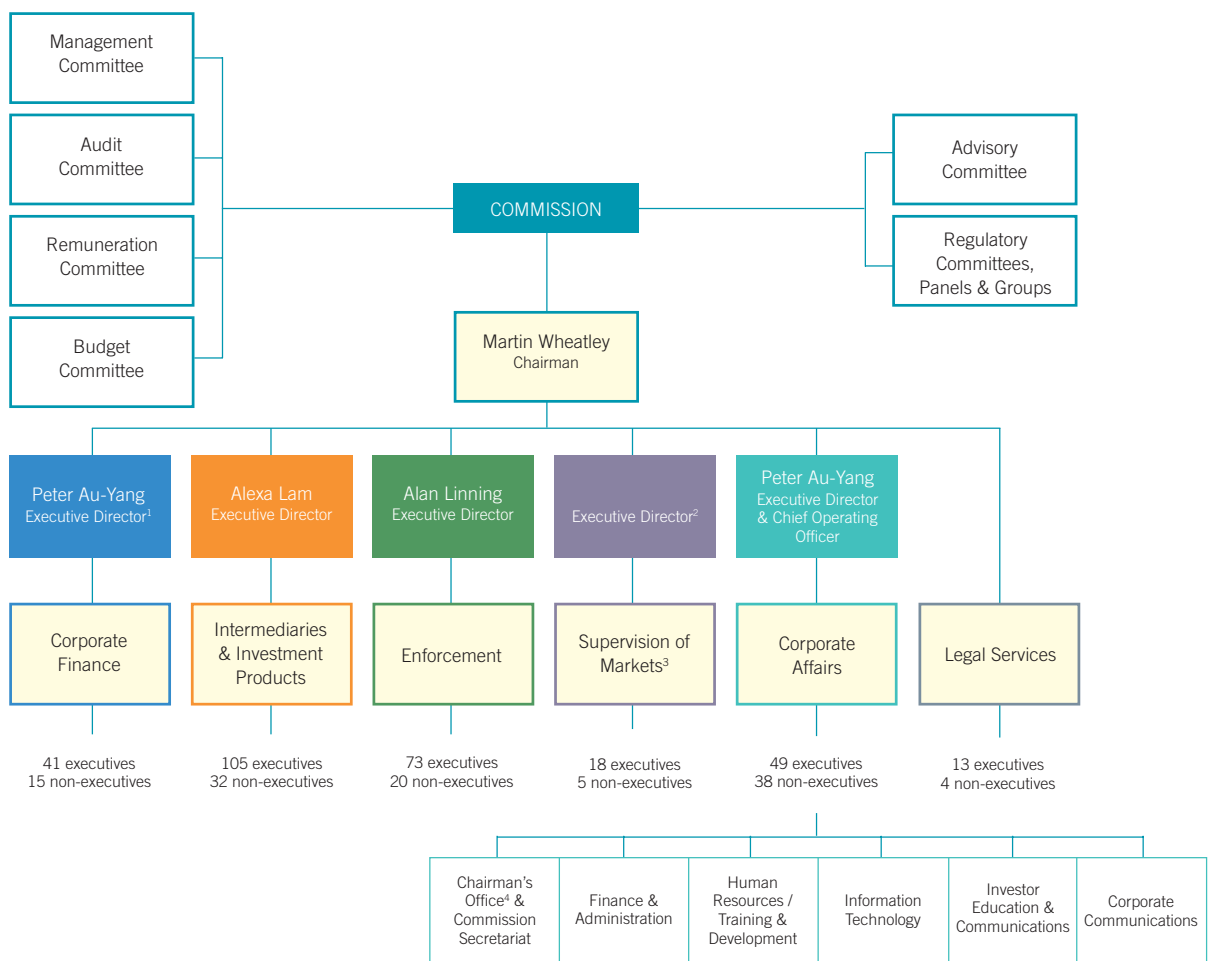 Management
Committee
Audit
Committee
Remuneration
Committee
Budget
Committee
COMMISSION
Advisory
Committee
Regulatory
Committees,
Panels & Groups
Martin Wheatley
Chairman
Peter Au-Yang
Executive Director¹
Alexa Lam
Executive Director
Alan Linning
Executive Director
Executive Director²
Peter Au-Yang
Executive Director
& Chief Operating
Officer
Corporate
Finance
Intermediaries
& Investment
Products
Enforcement
Supervision of
Markets³
Corporate
Affairs
Legal Services
41 executives
15 non-executives
105 executives
32 non-executives
73 executives
20 non-executives
18 executives
5 non-executives
49 executives
38 non-executives
13 executives
4 non-executives
Chairman's
Office⁴ &
Commission
Secretariat
Finance &
Administration
Human
Resources /
Training &
Development
Information
Technology
Investor
Education &
Communications
Corporate
Communications